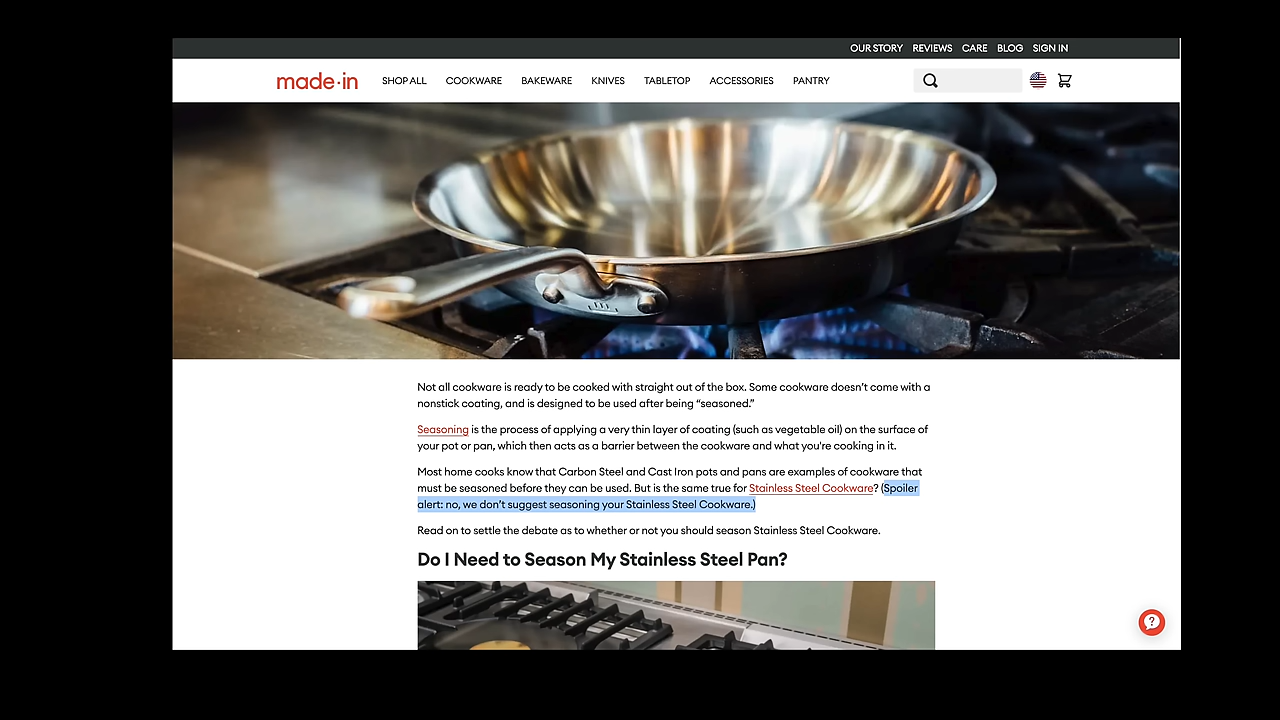 OUR STORY REVIEWS CARE BLOG SIGN IN
made·in SHOP ALL COOKWARE BAKEWARE KNIVES TABLETOP ACCESSORIES PANTRY
Not all cookware is ready to be cooked with straight out of the box. Some cookware doesn’t come with a
nonstick coating, and is designed to be used after being “seasoned.”
Seasoning is the process of applying a very thin layer of coating (such as vegetable oil) on the surface of
your pot or pan, which then acts as a barrier between the cookware and what you're cooking in it.
Most home cooks know that Carbon Steel and Cast Iron pots and pans are examples of cookware that
must be seasoned before they can be used. But is the same true for Stainless Steel Cookware? (Spoiler
alert: no, we don’t suggest seasoning your Stainless Steel Cookware.)
Read on to settle the debate as to whether or not you should season Stainless Steel Cookware.
Do I Need to Season My Stainless Steel Pan?
?